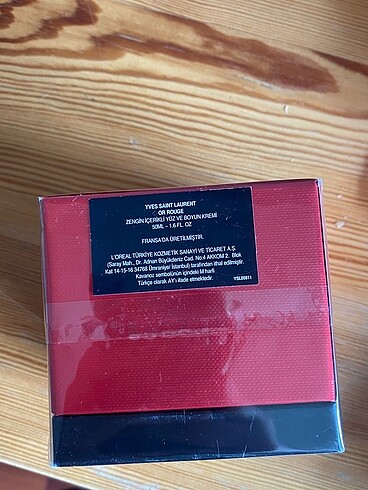 YVES SAINT LAURENT
OR ROUGE
ZENGİN İÇERİKLİ YÜZ VE BOYUN KREMİ
50ML – 1.6 FL. OZ
FRANSA'DA ÜRETİLMİŞTİR.
L'OREAL TÜRKİYE KOZMETİK SANAYİ VE TİCARET A.Ş.
(Saray Mah., Dr. Adnan Büyükdeniz Cad. No:4 AKKOM 2. Blok
Kat 14-15-16 34768 Ümraniye/ İstanbul) tarafından ithal edilmiştir.
Kavanoz sembolünün içindeki M harfi
Türkçe olarak AY'ı ifade etmektedir.
YSL00011